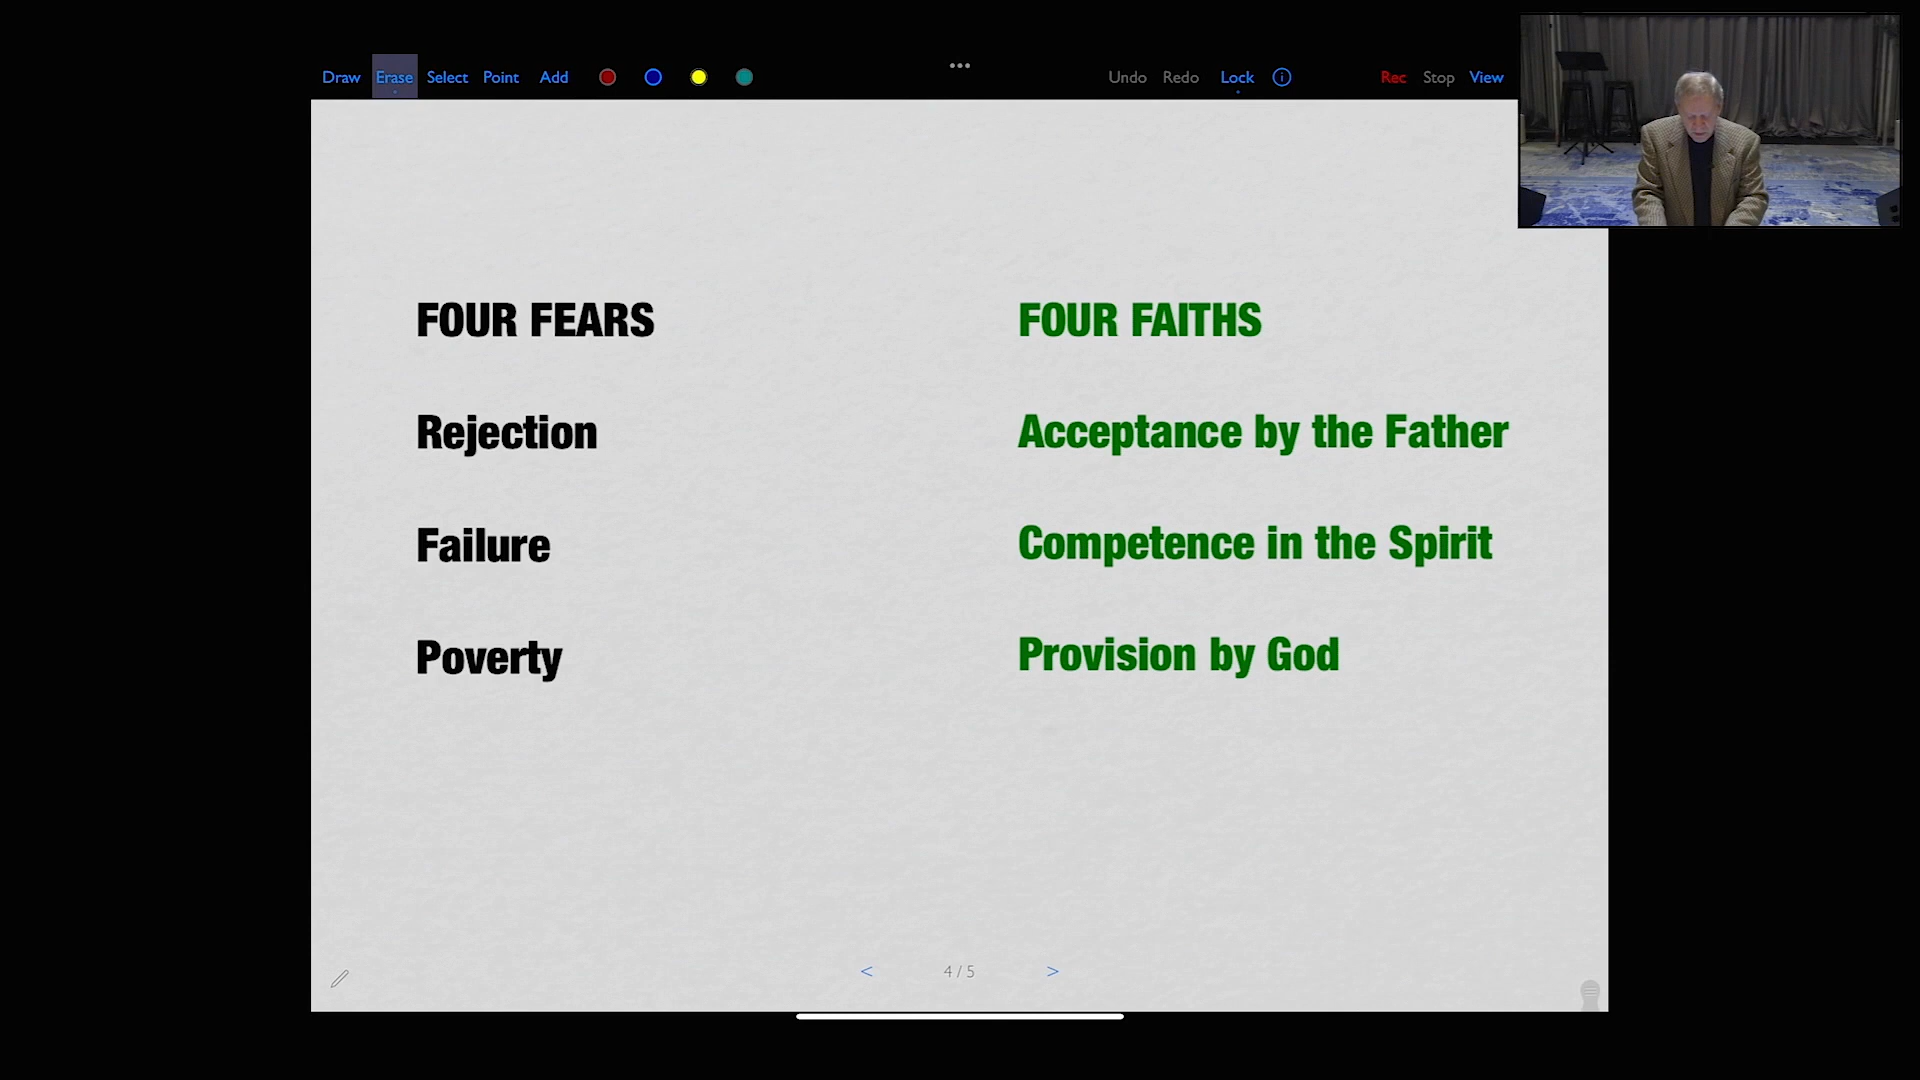 Draw Erase Select Point Add ••• Undo Redo Lock Rec Stop View
FOUR FEARS
FOUR FAITHS
Rejection
Acceptance by the Father
Failure
Competence in the Spirit
Poverty
Provision by God
< 4 / 5 >